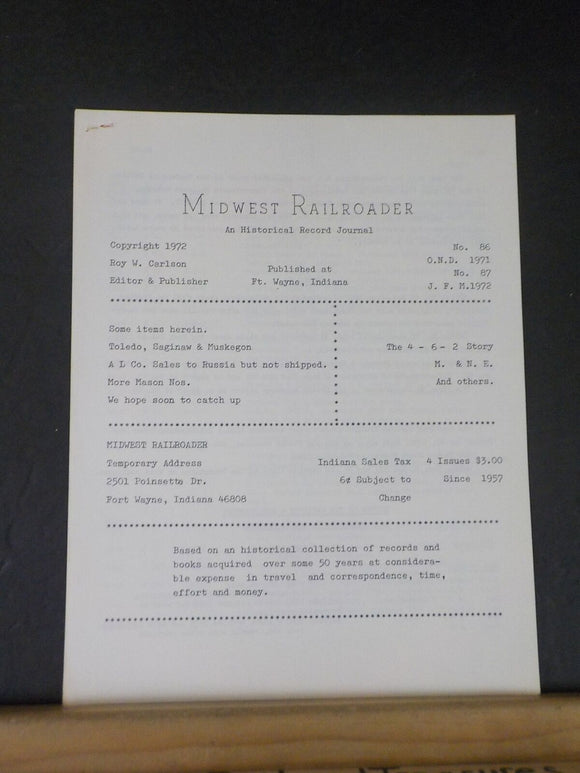 MIDWEST RAILROADER
An Historical Record Journal
Copyright 1972
Roy W. Carlson
Editor & Publisher
Published at
Ft. Wayne, Indiana
No. 86
O.N.D. 1971
No. 87
J. F. M.1972
Some items herein.
Toledo, Saginaw & Muskegon
A L Co. Sales to Russia but not shipped.
More Mason Nos.
We hope soon to catch up
The 4 - 6 - 2 Story
M. & N. E.
And others.
MIDWEST RAILROADER
Temporary Address
2501 Poinsette Dr.
Fort Wayne, Indiana 46808
Indiana Sales Tax
6¢ Subject to
Change
4 Issues $3.00
Since 1957
Based on an historical collection of records and
books acquired over some 50 years at considera-
ble expense in travel and correspondence, time,
effort and money.